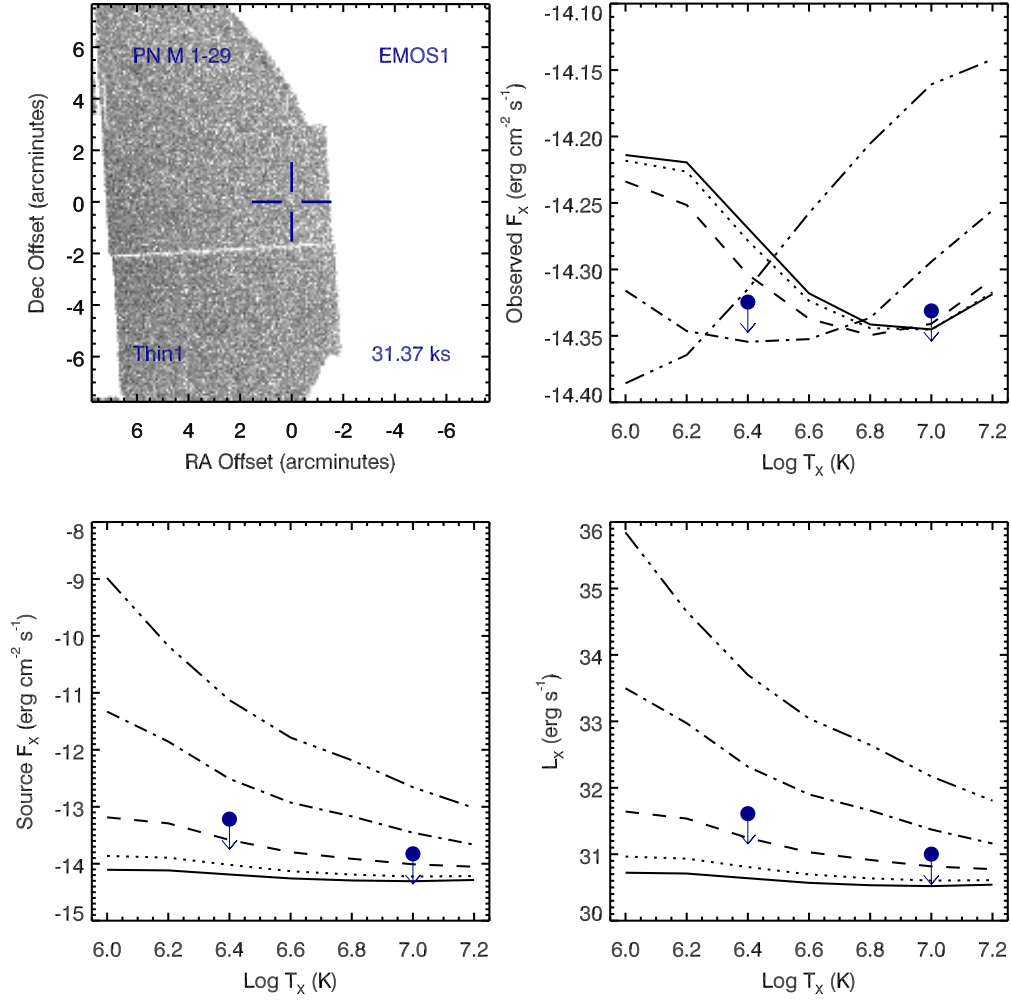 PN M 1-29
EMOS1
Thin1
31.37 ks
6
4
2
0
-2
-4
-6
Dec Offset (arcminutes)
6 4 2 0 -2 -4 -6
RA Offset (arcminutes)
-14.10
-14.15
-14.20
-14.25
-14.30
-14.35
-14.40
Observed Fx (erg cm-2 s-1)
6.0 6.2 6.4 6.6 6.8 7.0 7.2
Log Tx (K)
-8
-9
-10
-11
-12
-13
-14
-15
Source Fx (erg cm-2 s-1)
6.0 6.2 6.4 6.6 6.8 7.0 7.2
Log Tx (K)
36
35
34
33
32
31
30
Lx (erg s-1)
6.0 6.2 6.4 6.6 6.8 7.0 7.2
Log Tx (K)